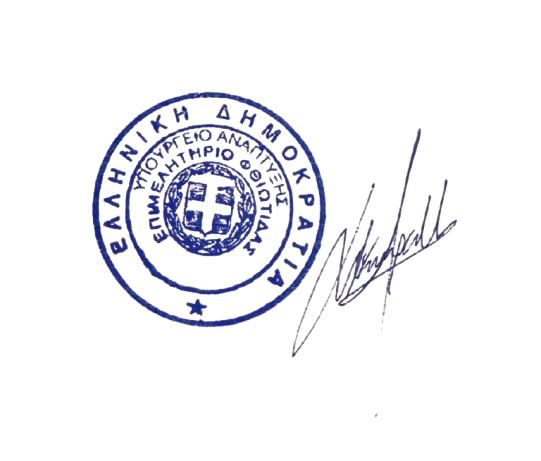 ΕΛΛΗΝΙΚΗ ΔΗΜΟΚΡΑΤΙΑ
ΥΠΟΥΡΓΕΙΟ ΑΝΑΠΤΥΞΗΣ
ΕΠΙΜΕΛΗΤΗΡΙΟ ΦΘΙΩΤΙΔΑΣ